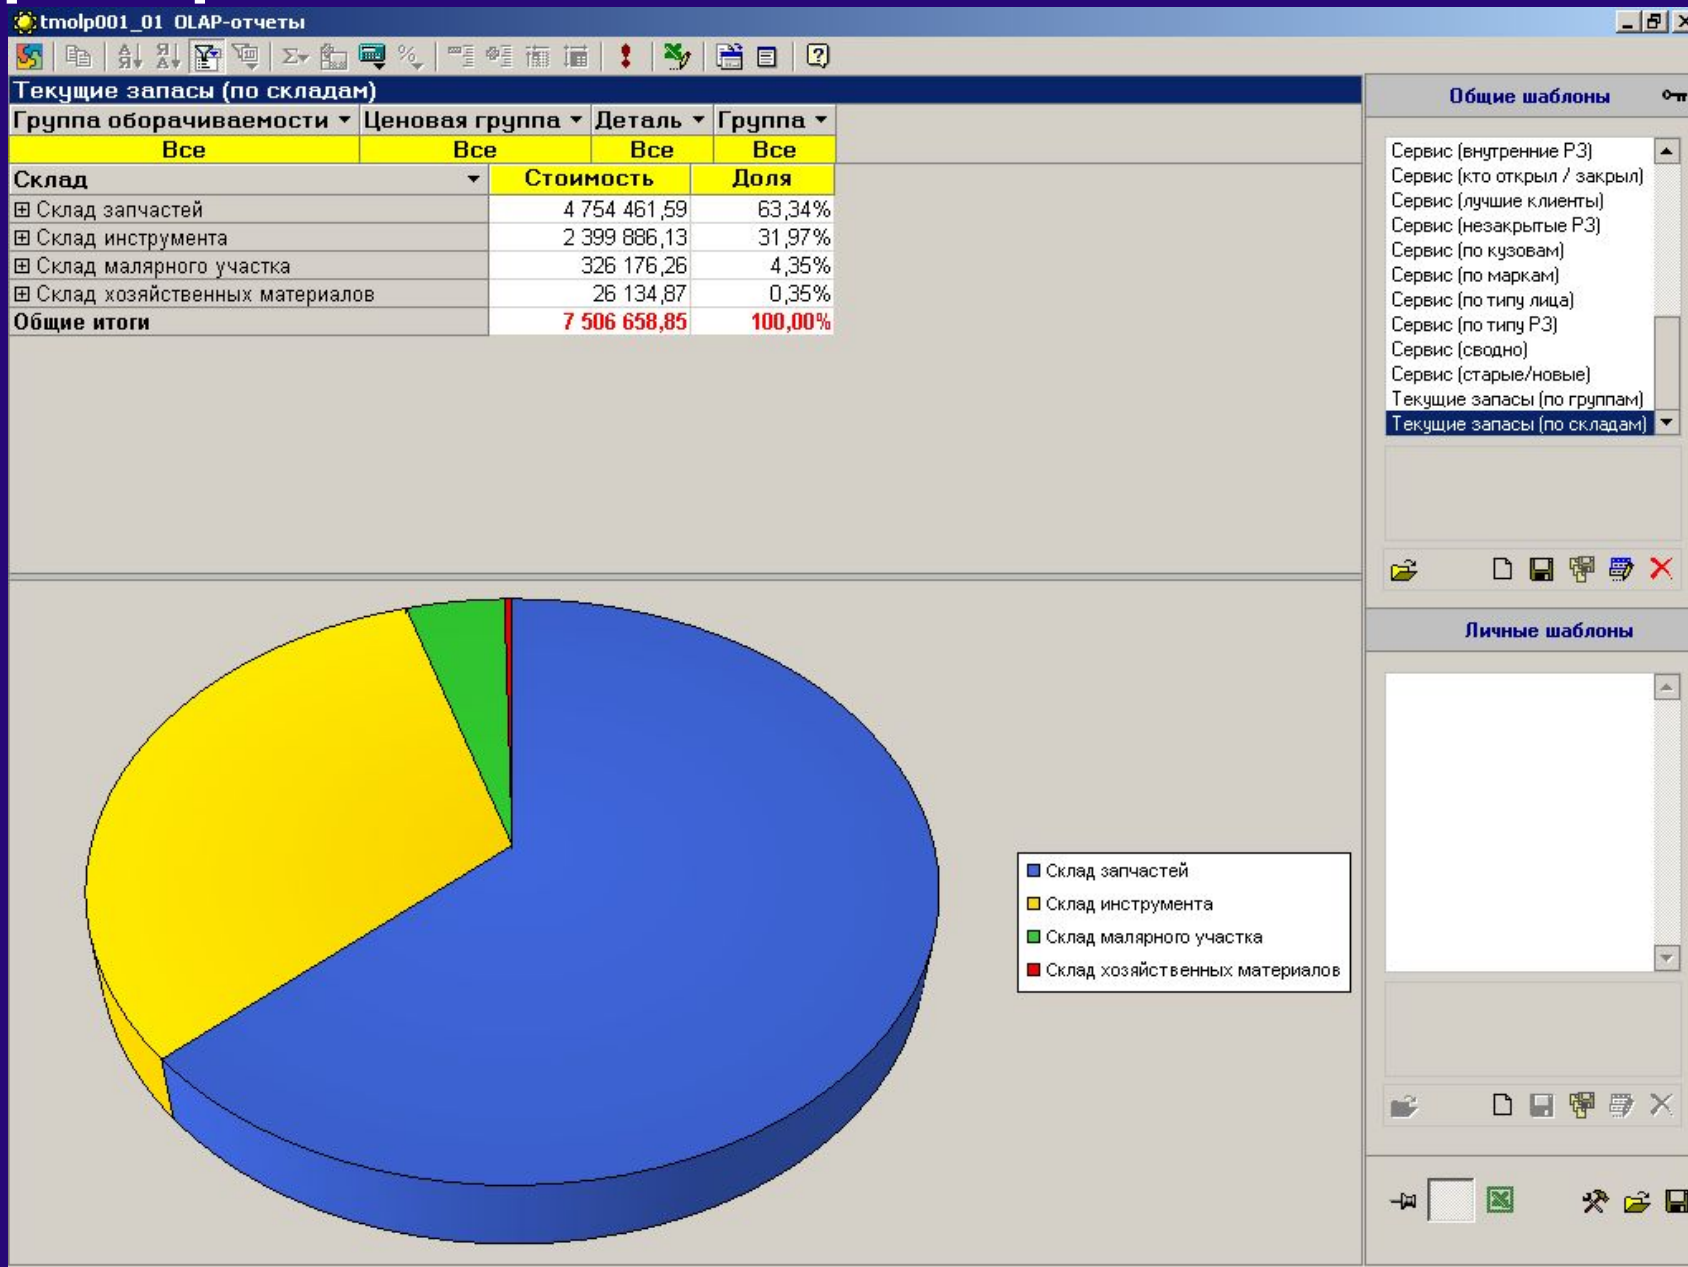 tmolp001_01 OLAP-отчеты
Текущие запасы (по складам)
Группа оборачиваемости Ценовая группа Деталь Группа
Все Все Все Все
Склад Стоимость Доля
Склад запчастей 4 754 461,59 63,34%
Склад инструмента 2 399 886,13 31,97%
Склад малярного участка 326 176,26 4,35%
Склад хозяйственных материалов 26 134,87 0,35%
Общие итоги 7 506 658,85 100,00%
Склад запчастей
Склад инструмента
Склад малярного участка
Склад хозяйственных материалов
Общие шаблоны
Сервис (внутренние РЗ)
Сервис (кто открыл / закрыл)
Сервис (лучшие клиенты)
Сервис (незакрытые РЗ)
Сервис (по кузовам)
Сервис (по маркам)
Сервис (по типу лица)
Сервис (по типу РЗ)
Сервис (сводно)
Сервис (старые/новые)
Текущие запасы (по группам)
Текущие запасы (по складам)
Личные шаблоны